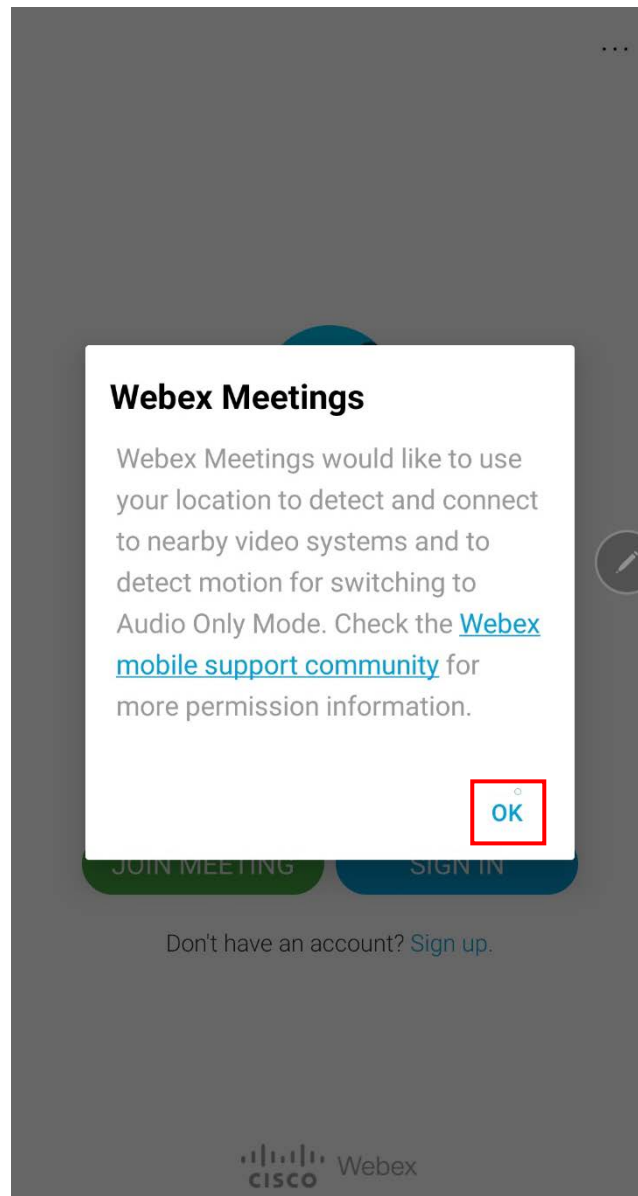 ...
Webex Meetings
Webex Meetings would like to use
your location to detect and connect
to nearby video systems and to
detect motion for switching to
Audio Only Mode. Check the Webex
mobile support community for
more permission information.
OK
JOIN MEETING SIGN IN
Don't have an account? Sign up.
CISCO Webex